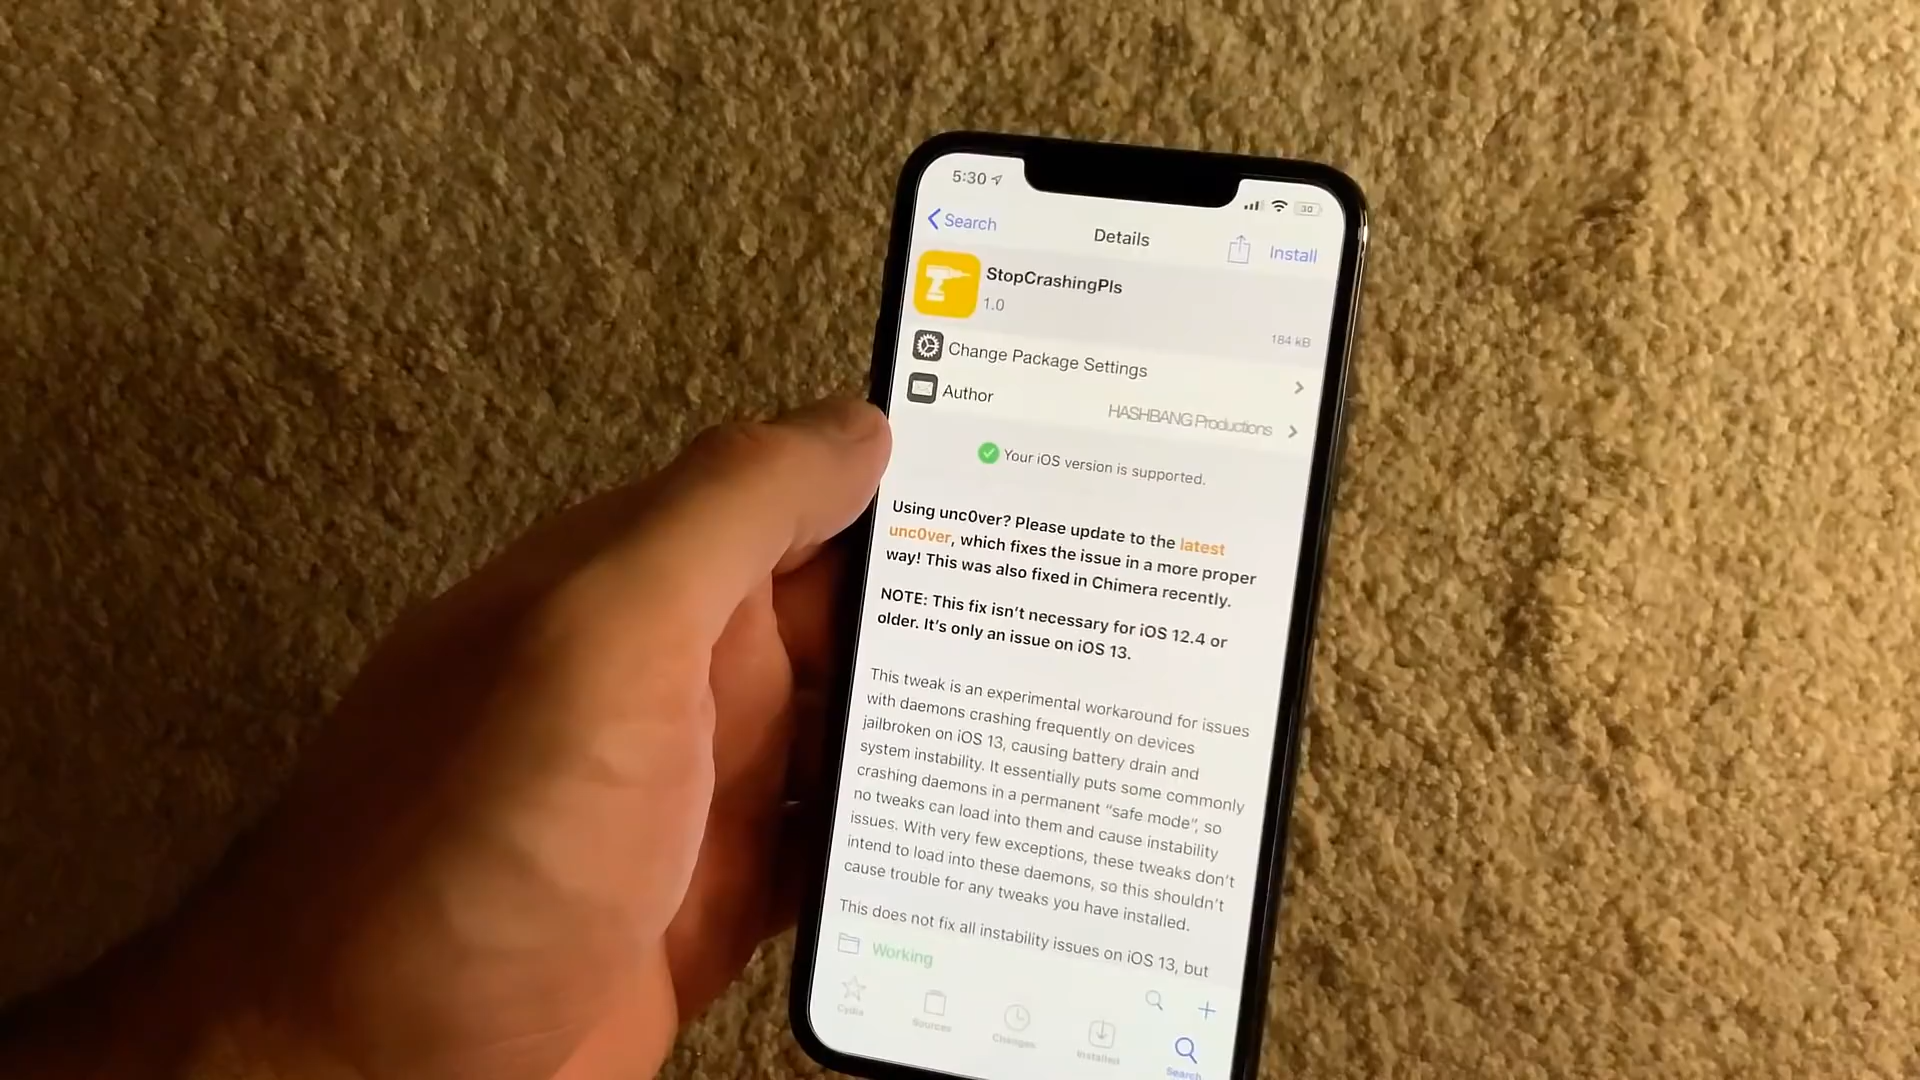 5:30
30
Search
Details
Install
StopCrashingPls
1.0
184 kB
Change Package Settings
Author
HASHBANG Productions
Your iOS version is supported.
Using unc0ver? Please update to the latest
unc0ver, which fixes the issue in a more proper
way! This was also fixed in Chimera recently.
NOTE: This fix isn't necessary for iOS 12.4 or
older. It's only an issue on iOS 13.
This tweak is an experimental workaround for issues
with daemons crashing frequently on devices
jailbroken on iOS 13, causing battery drain and
system instability. It essentially puts some commonly
crashing daemons in a permanent “safe mode”, so
no tweaks can load into them and cause instability
issues. With very few exceptions, these tweaks don't
intend to load into these daemons, so this shouldn't
cause trouble for any tweaks you have installed.
This does not fix all instability issues on iOS 13, but
Working
Cydia
Sources
Changes
Installed
Search